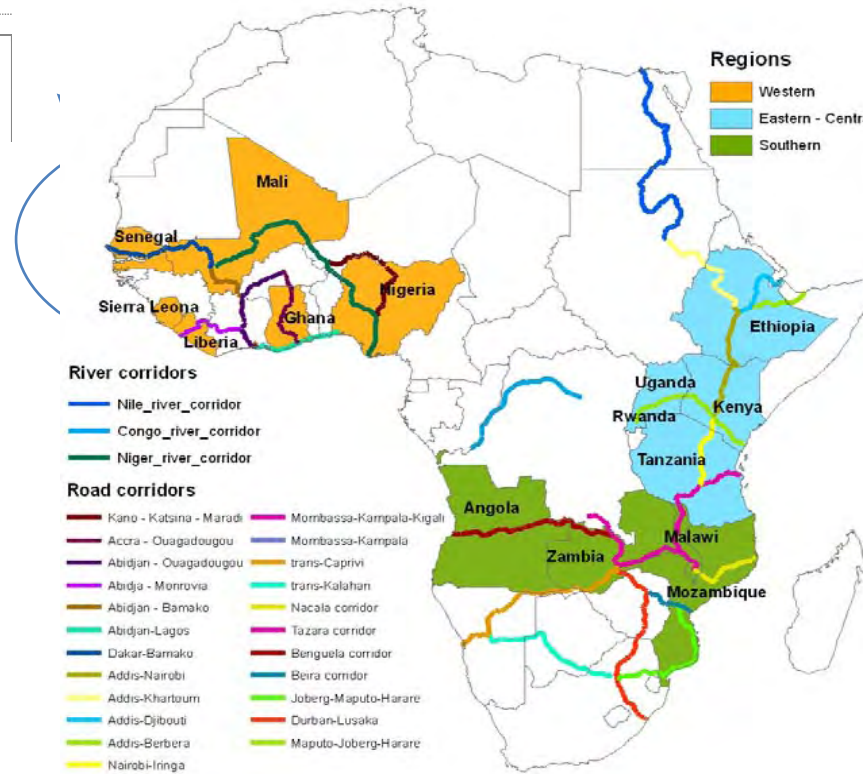 Regions
Western
Eastern - Centr
Southern
Mali
Senegal
Nigeria
Sierra Leona
Ghana
Liberia
Ethiopia
Uganda
Kenya
Rwanda
Tanzania
Angola
Malawi
Zambia
Mozambique
River corridors
Nile_river_corridor
Congo_river_corridor
Niger_river_corridor
Road corridors
Kano - Katsina - Maradi
Accra - Ouagadougou
Abidjan - Ouagadougou
Abidja - Monrovia
Abidjan - Bamako
Abidjan-Lagos
Dakar-Bamako
Addis-Nairobi
Addis-Khartoum
Addis-Djibouti
Addis-Berbera
Nairobi-Iringa
Mombassa-Kampala-Kigali
Mombassa-Kampala
trans-Caprivi
trans-Kalahari
Nacala corridor
Tazara corridor
Benguela corridor
Beira corridor
Joberg-Maputo-Harare
Durban-Lusaka
Maputo-Joberg-Harare